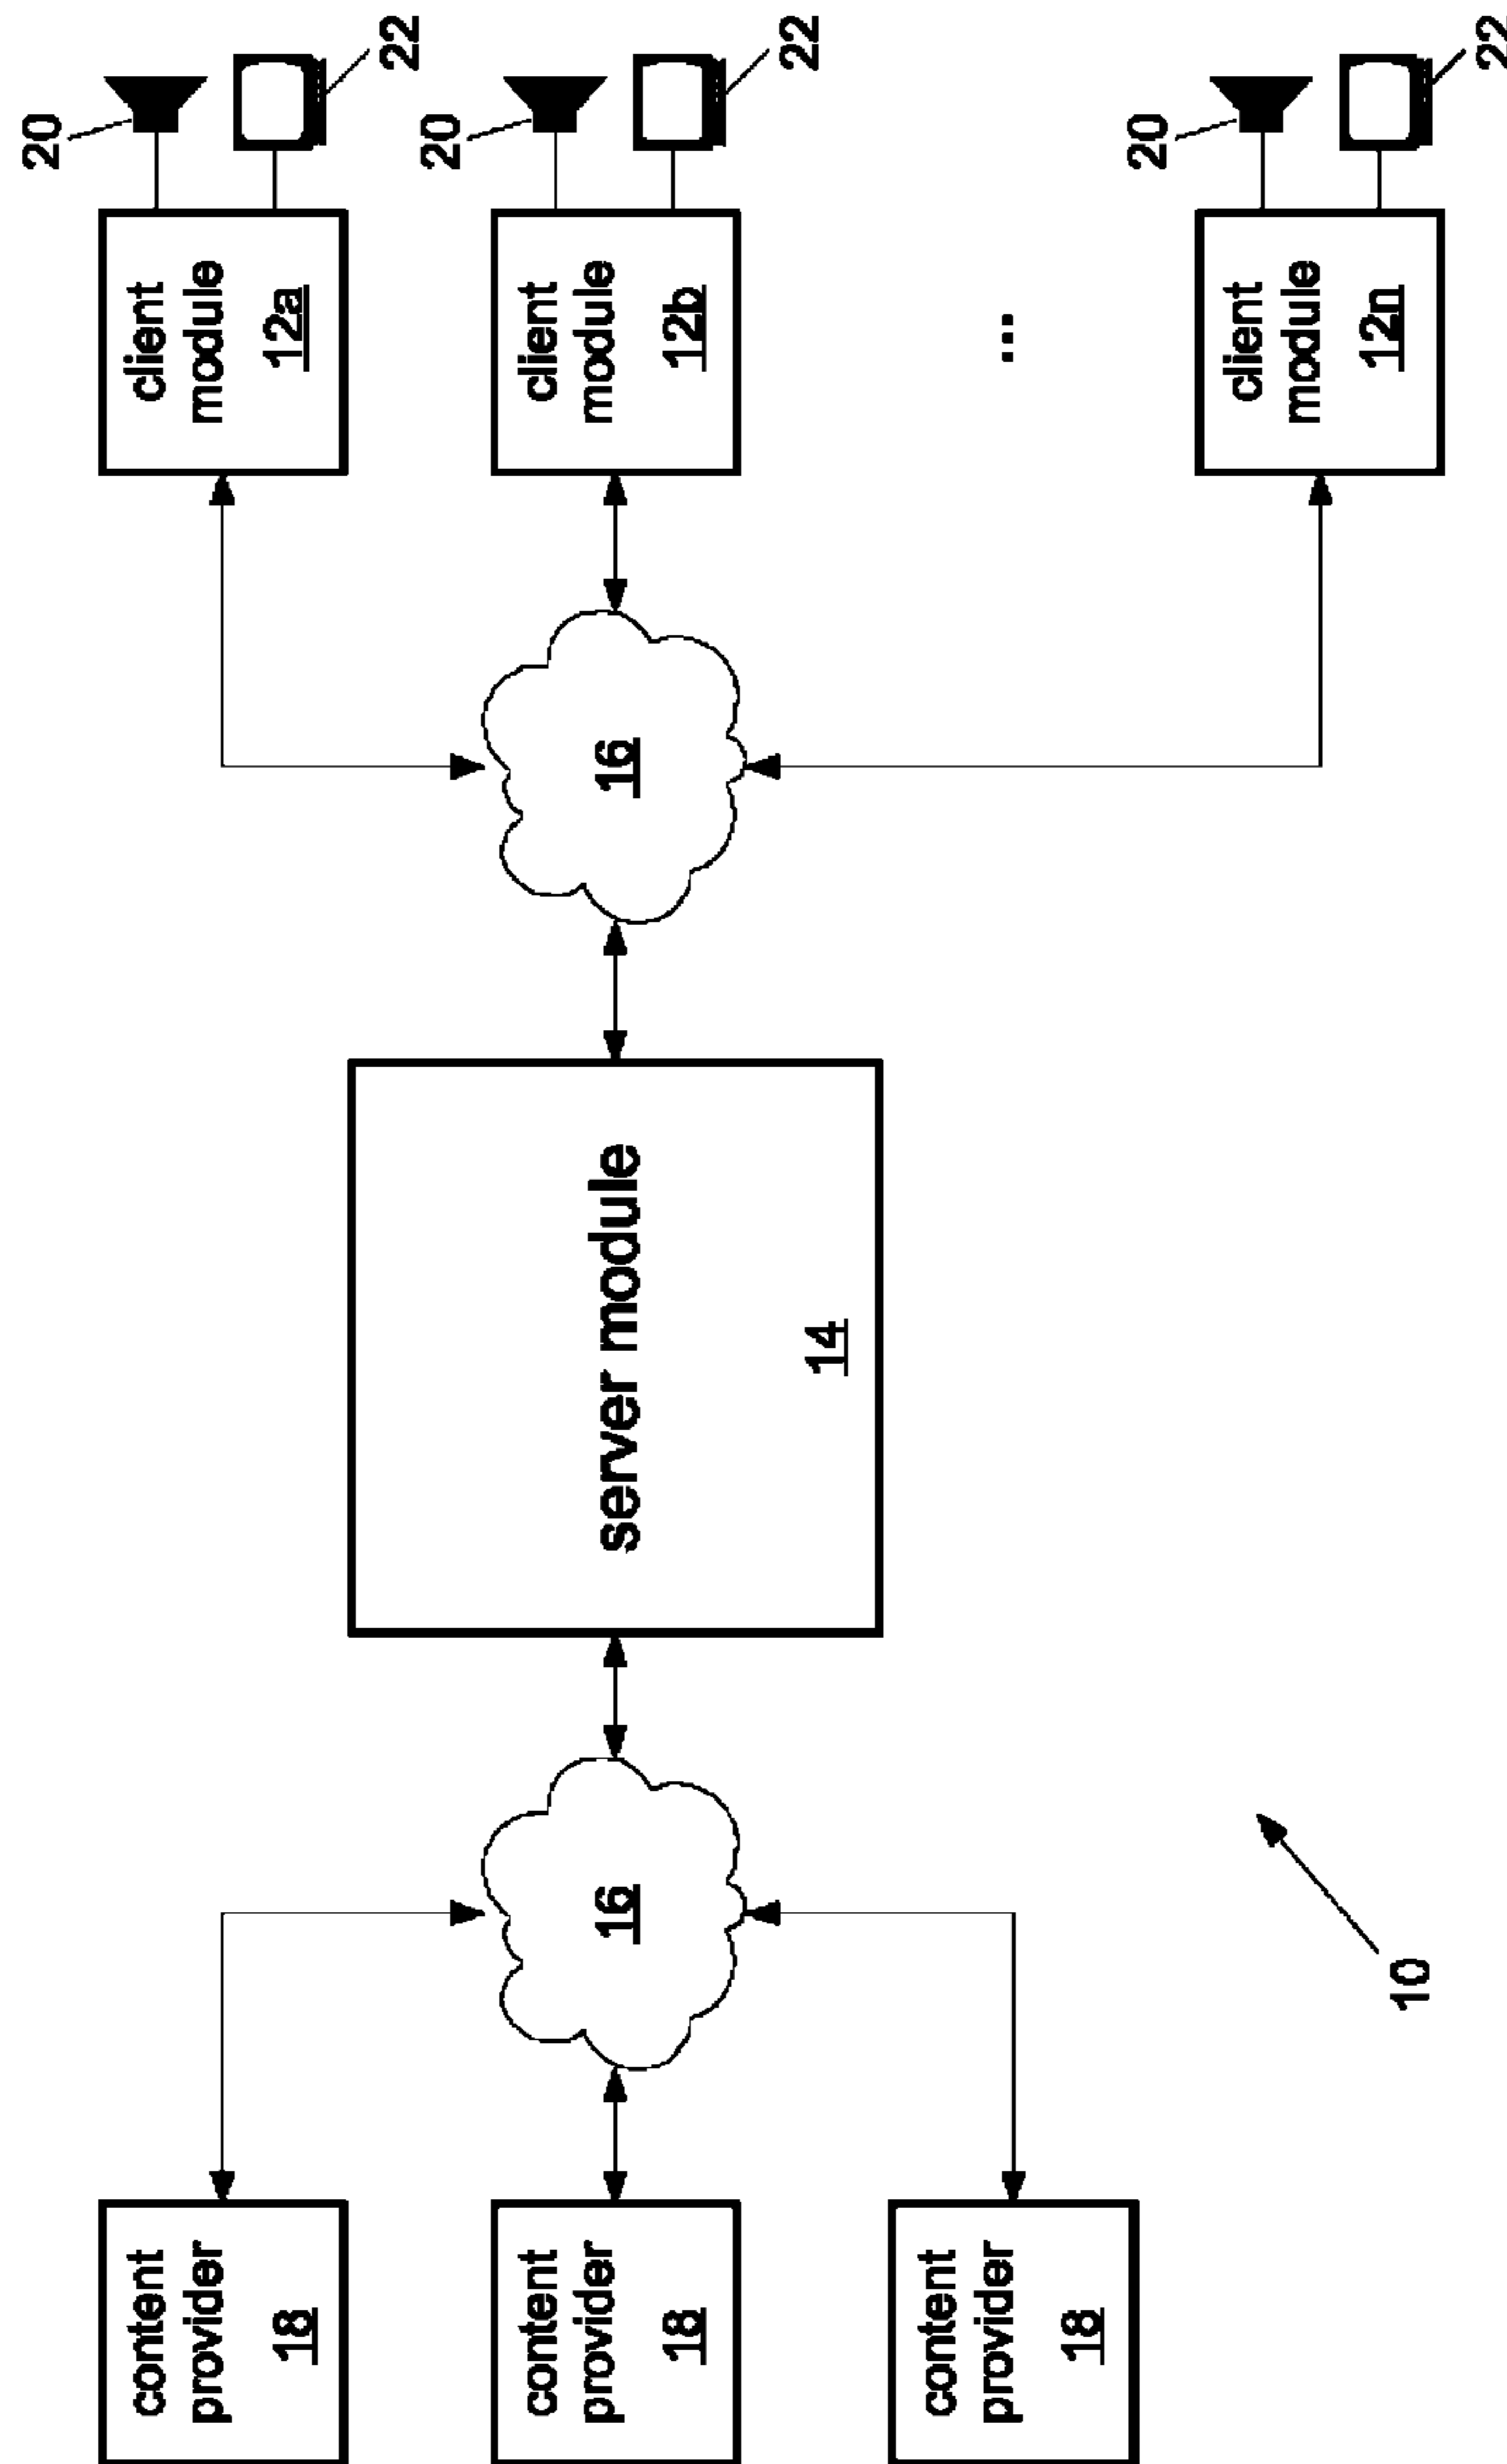 content
provider
18
content
provider
18
content
provider
18
16
server module
14
16
client
module
12a
20
22
client
module
12b
20
22
...
client
module
12n
20
22
10